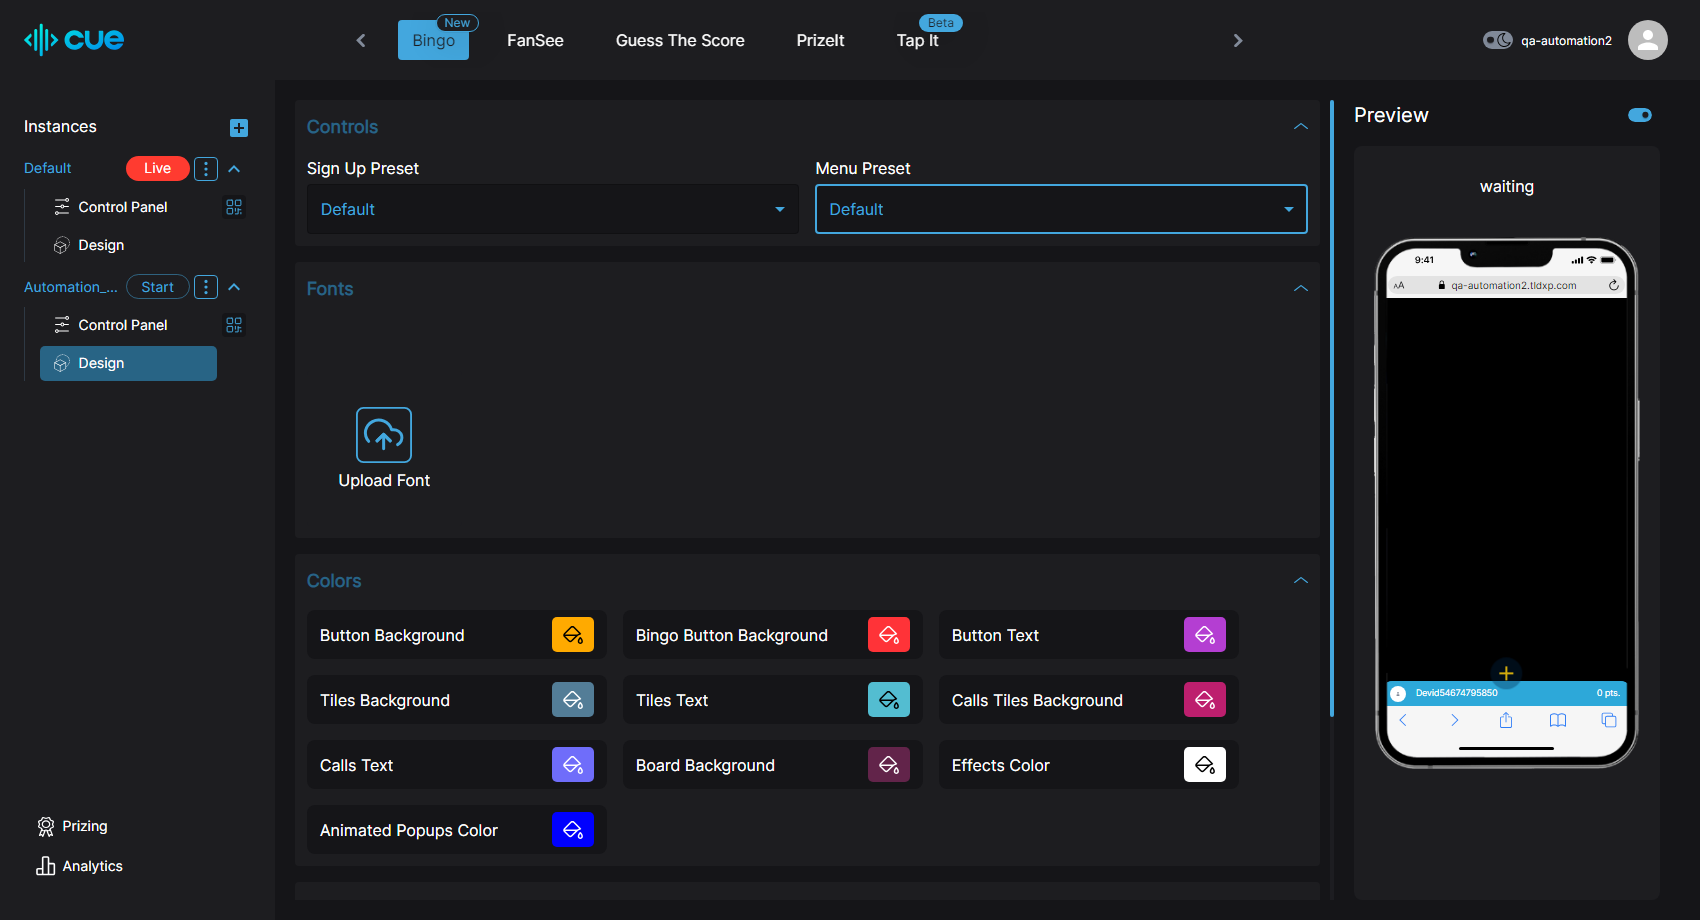 cue
Bingo
New
FanSee
Guess The Score
PrizeIt
Tap It
Beta
qa-automation2
Instances
Default
Live
Control Panel
Design
Automation_...
Start
Control Panel
Design
Prizing
Analytics
Controls
Sign Up Preset
Default
Menu Preset
Default
Fonts
Upload Font
Colors
Button Background
Bingo Button Background
Button Text
Tiles Background
Tiles Text
Calls Tiles Background
Calls Text
Board Background
Effects Color
Animated Popups Color
Preview
waiting
9:41
AA
qa-automation2.tldxp.com
Devid54674795850
0 pts.